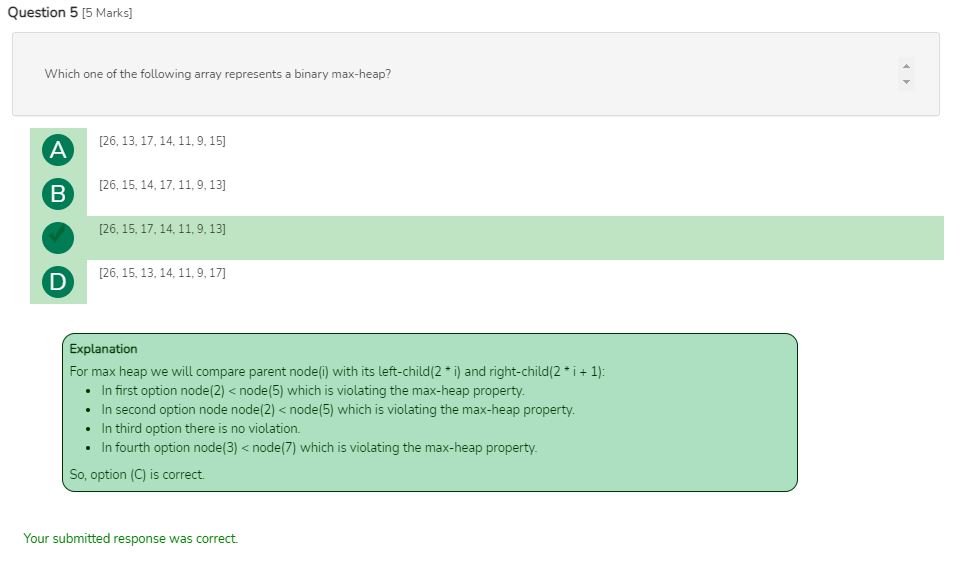 Question 5 [5 Marks]
Which one of the following array represents a binary max-heap?
A [26, 13, 17, 14, 11, 9, 15]
B [26, 15, 14, 17, 11, 9, 13]
[26, 15, 17, 14, 11, 9, 13]
D [26, 15, 13, 14, 11, 9, 17]
Explanation
For max heap we will compare parent node(i) with its left-child(2 * i) and right-child(2 * i + 1):
• In first option node(2) < node(5) which is violating the max-heap property.
• In second option node node(2) < node(5) which is violating the max-heap property.
• In third option there is no violation.
• In fourth option node(3) < node(7) which is violating the max-heap property.
So, option (C) is correct.
Your submitted response was correct.